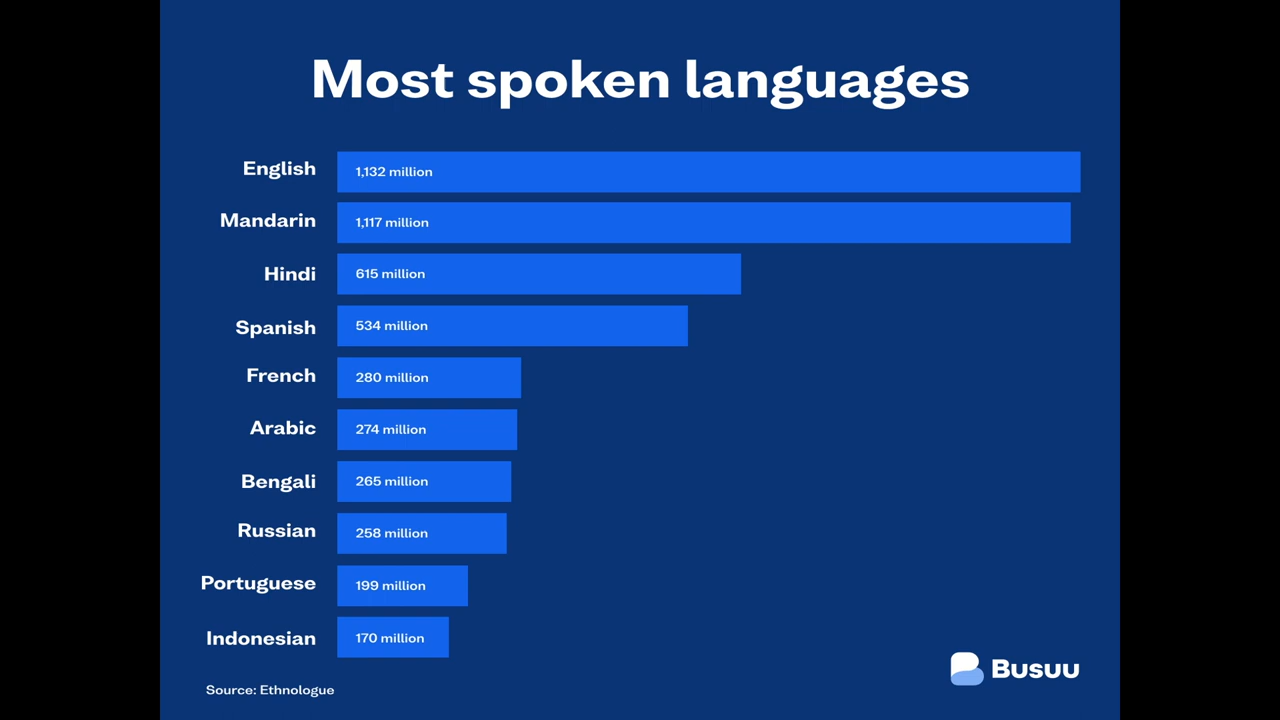 Most spoken languages
English 1,132 million
Mandarin 1,117 million
Hindi 615 million
Spanish 534 million
French 280 million
Arabic 274 million
Bengali 265 million
Russian 258 million
Portuguese 199 million
Indonesian 170 million
Busuu
Source: Ethnologue